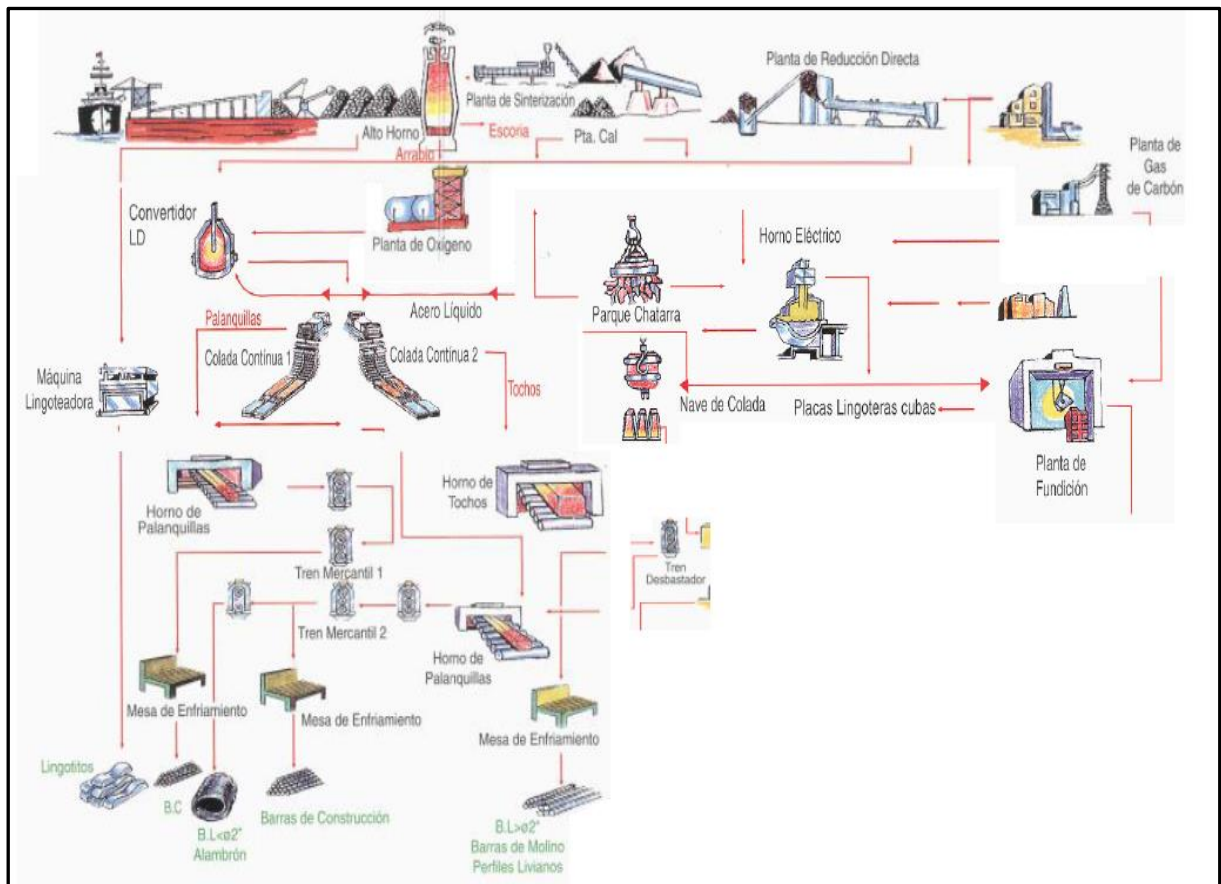 Planta de Reducción Directa
Planta de Sinterización
Alto Horno
Escoria
Pta. Cal
Arrabio
Planta de
Gas
de Carbón
Convertidor
LD
Planta de Oxígeno
Horno Eléctrico
Parque Chatarra
Acero Líquido
Palanquillas
Colada Contínua 1
Colada Contínua 2
Tochos
Máquina
Lingoteadora
Nave de Colada
Placas Lingoteras cubas
Planta de
Fundición
Horno de
Palanquillas
Horno de
Tochos
Tren Mercantil 1
Tren
Desbastador
Tren Mercantil 2
Horno de
Palanquillas
Mesa de Enfriamiento
Mesa de Enfriamiento
Mesa de Enfriamiento
Lingotitos
B.C
B.L<ø2"
Alambrón
Barras de Construcción
B.L>ø2"
Barras de Molino
Perfiles Livianos